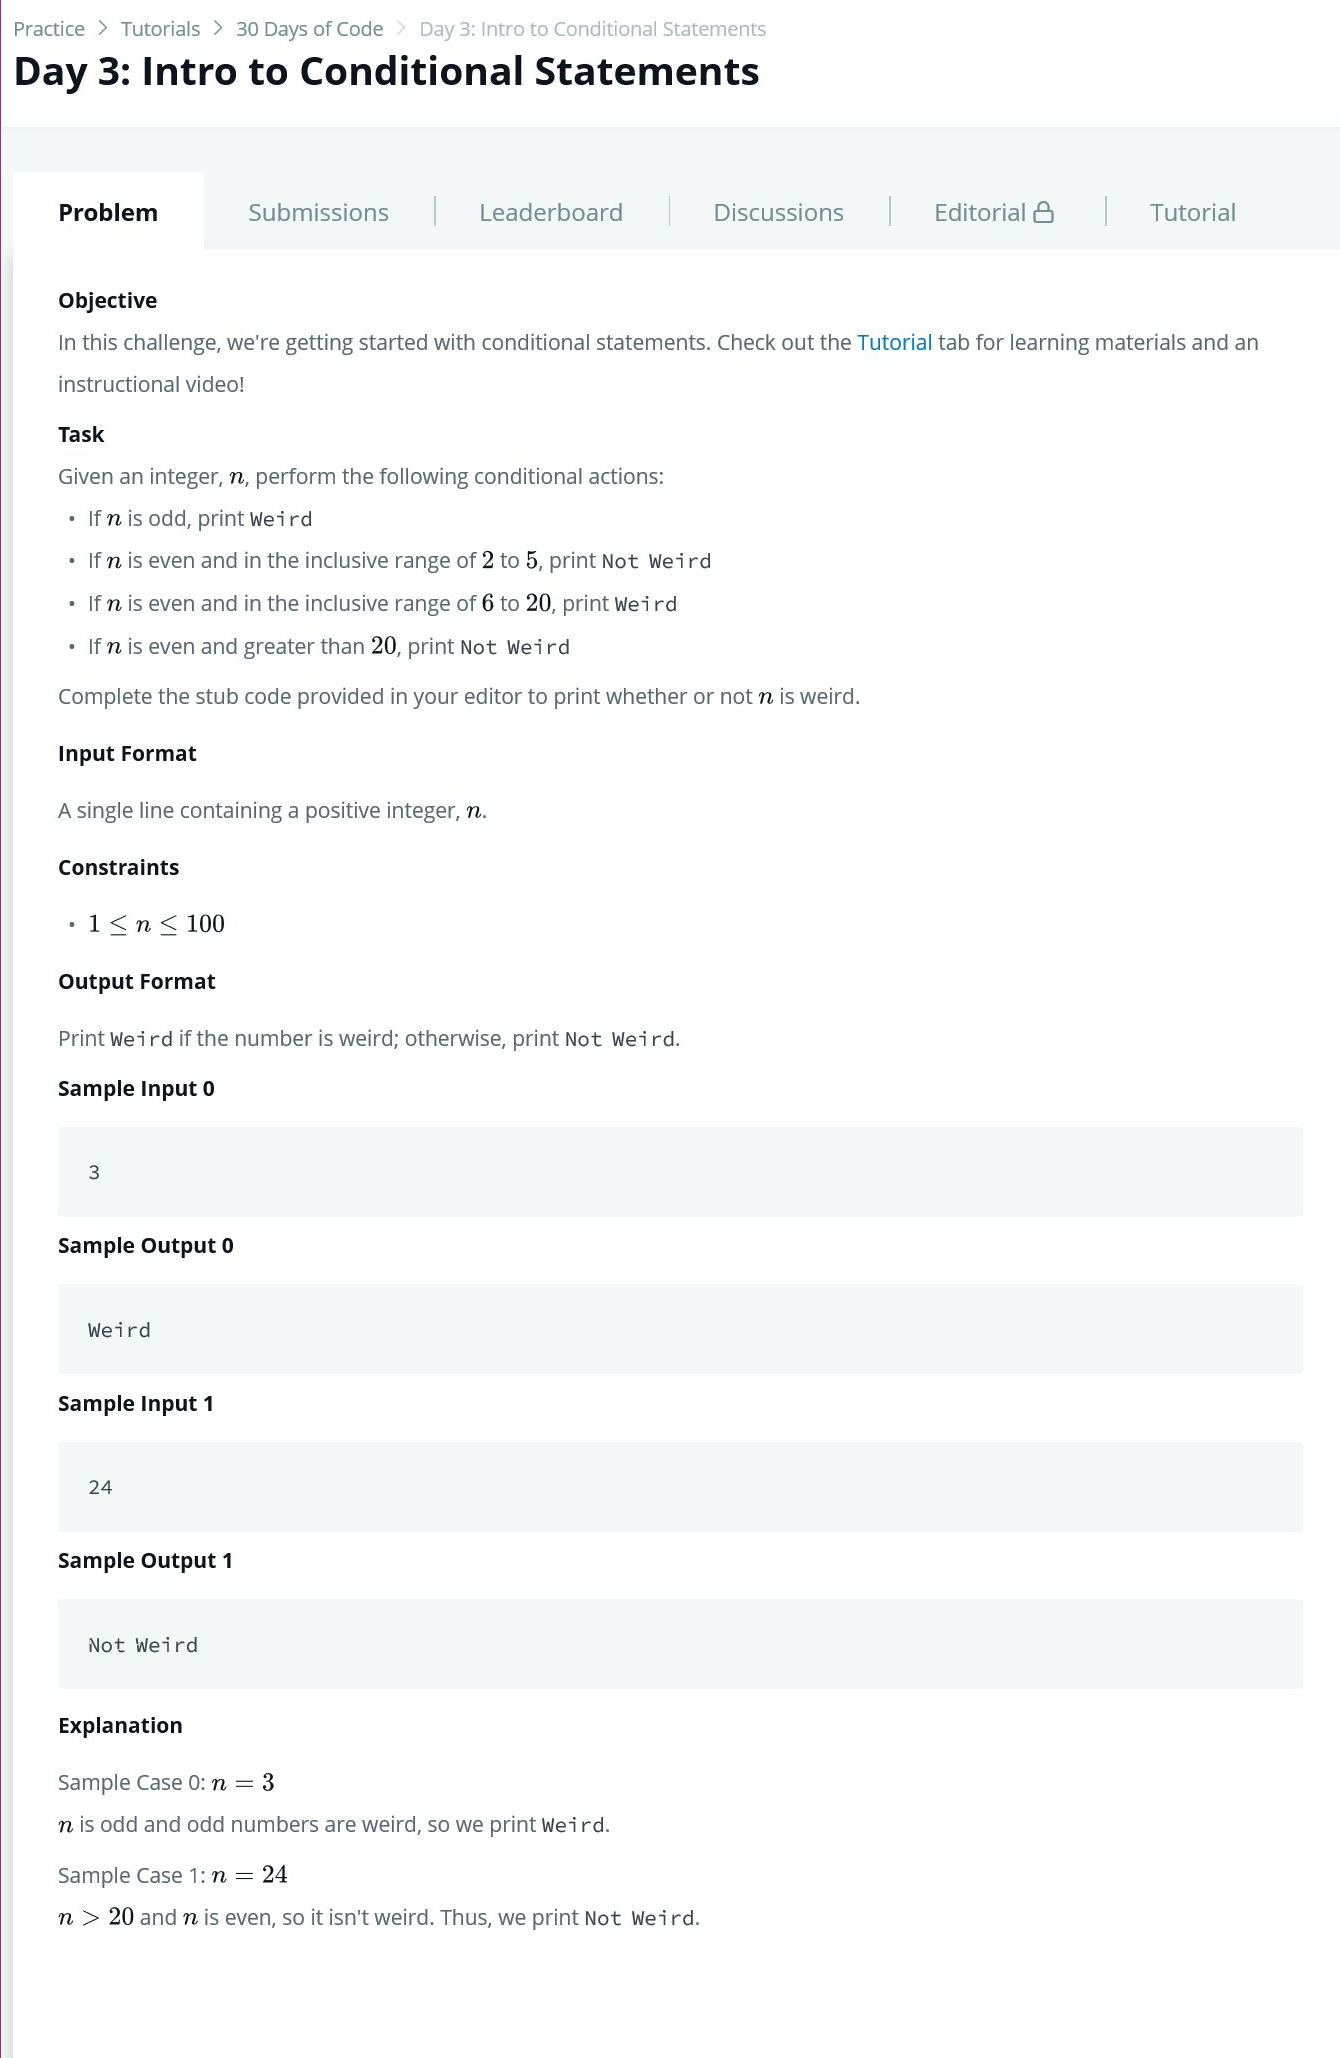 Practice > Tutorials > 30 Days of Code > Day 3: Intro to Conditional Statements
Day 3: Intro to Conditional Statements
Problem Submissions Leaderboard Discussions Editorial Tutorial
Objective
In this challenge, we're getting started with conditional statements. Check out the Tutorial tab for learning materials and an
instructional video!
Task
Given an integer, n, perform the following conditional actions:
• If n is odd, print Weird
• If n is even and in the inclusive range of 2 to 5, print Not Weird
• If n is even and in the inclusive range of 6 to 20, print Weird
• If n is even and greater than 20, print Not Weird
Complete the stub code provided in your editor to print whether or not n is weird.
Input Format
A single line containing a positive integer, n.
Constraints
• 1 ≤ n ≤ 100
Output Format
Print Weird if the number is weird; otherwise, print Not Weird.
Sample Input 0
3
Sample Output 0
Weird
Sample Input 1
24
Sample Output 1
Not Weird
Explanation
Sample Case 0: n = 3
n is odd and odd numbers are weird, so we print Weird.
Sample Case 1: n = 24
n > 20 and n is even, so it isn't weird. Thus, we print Not Weird.